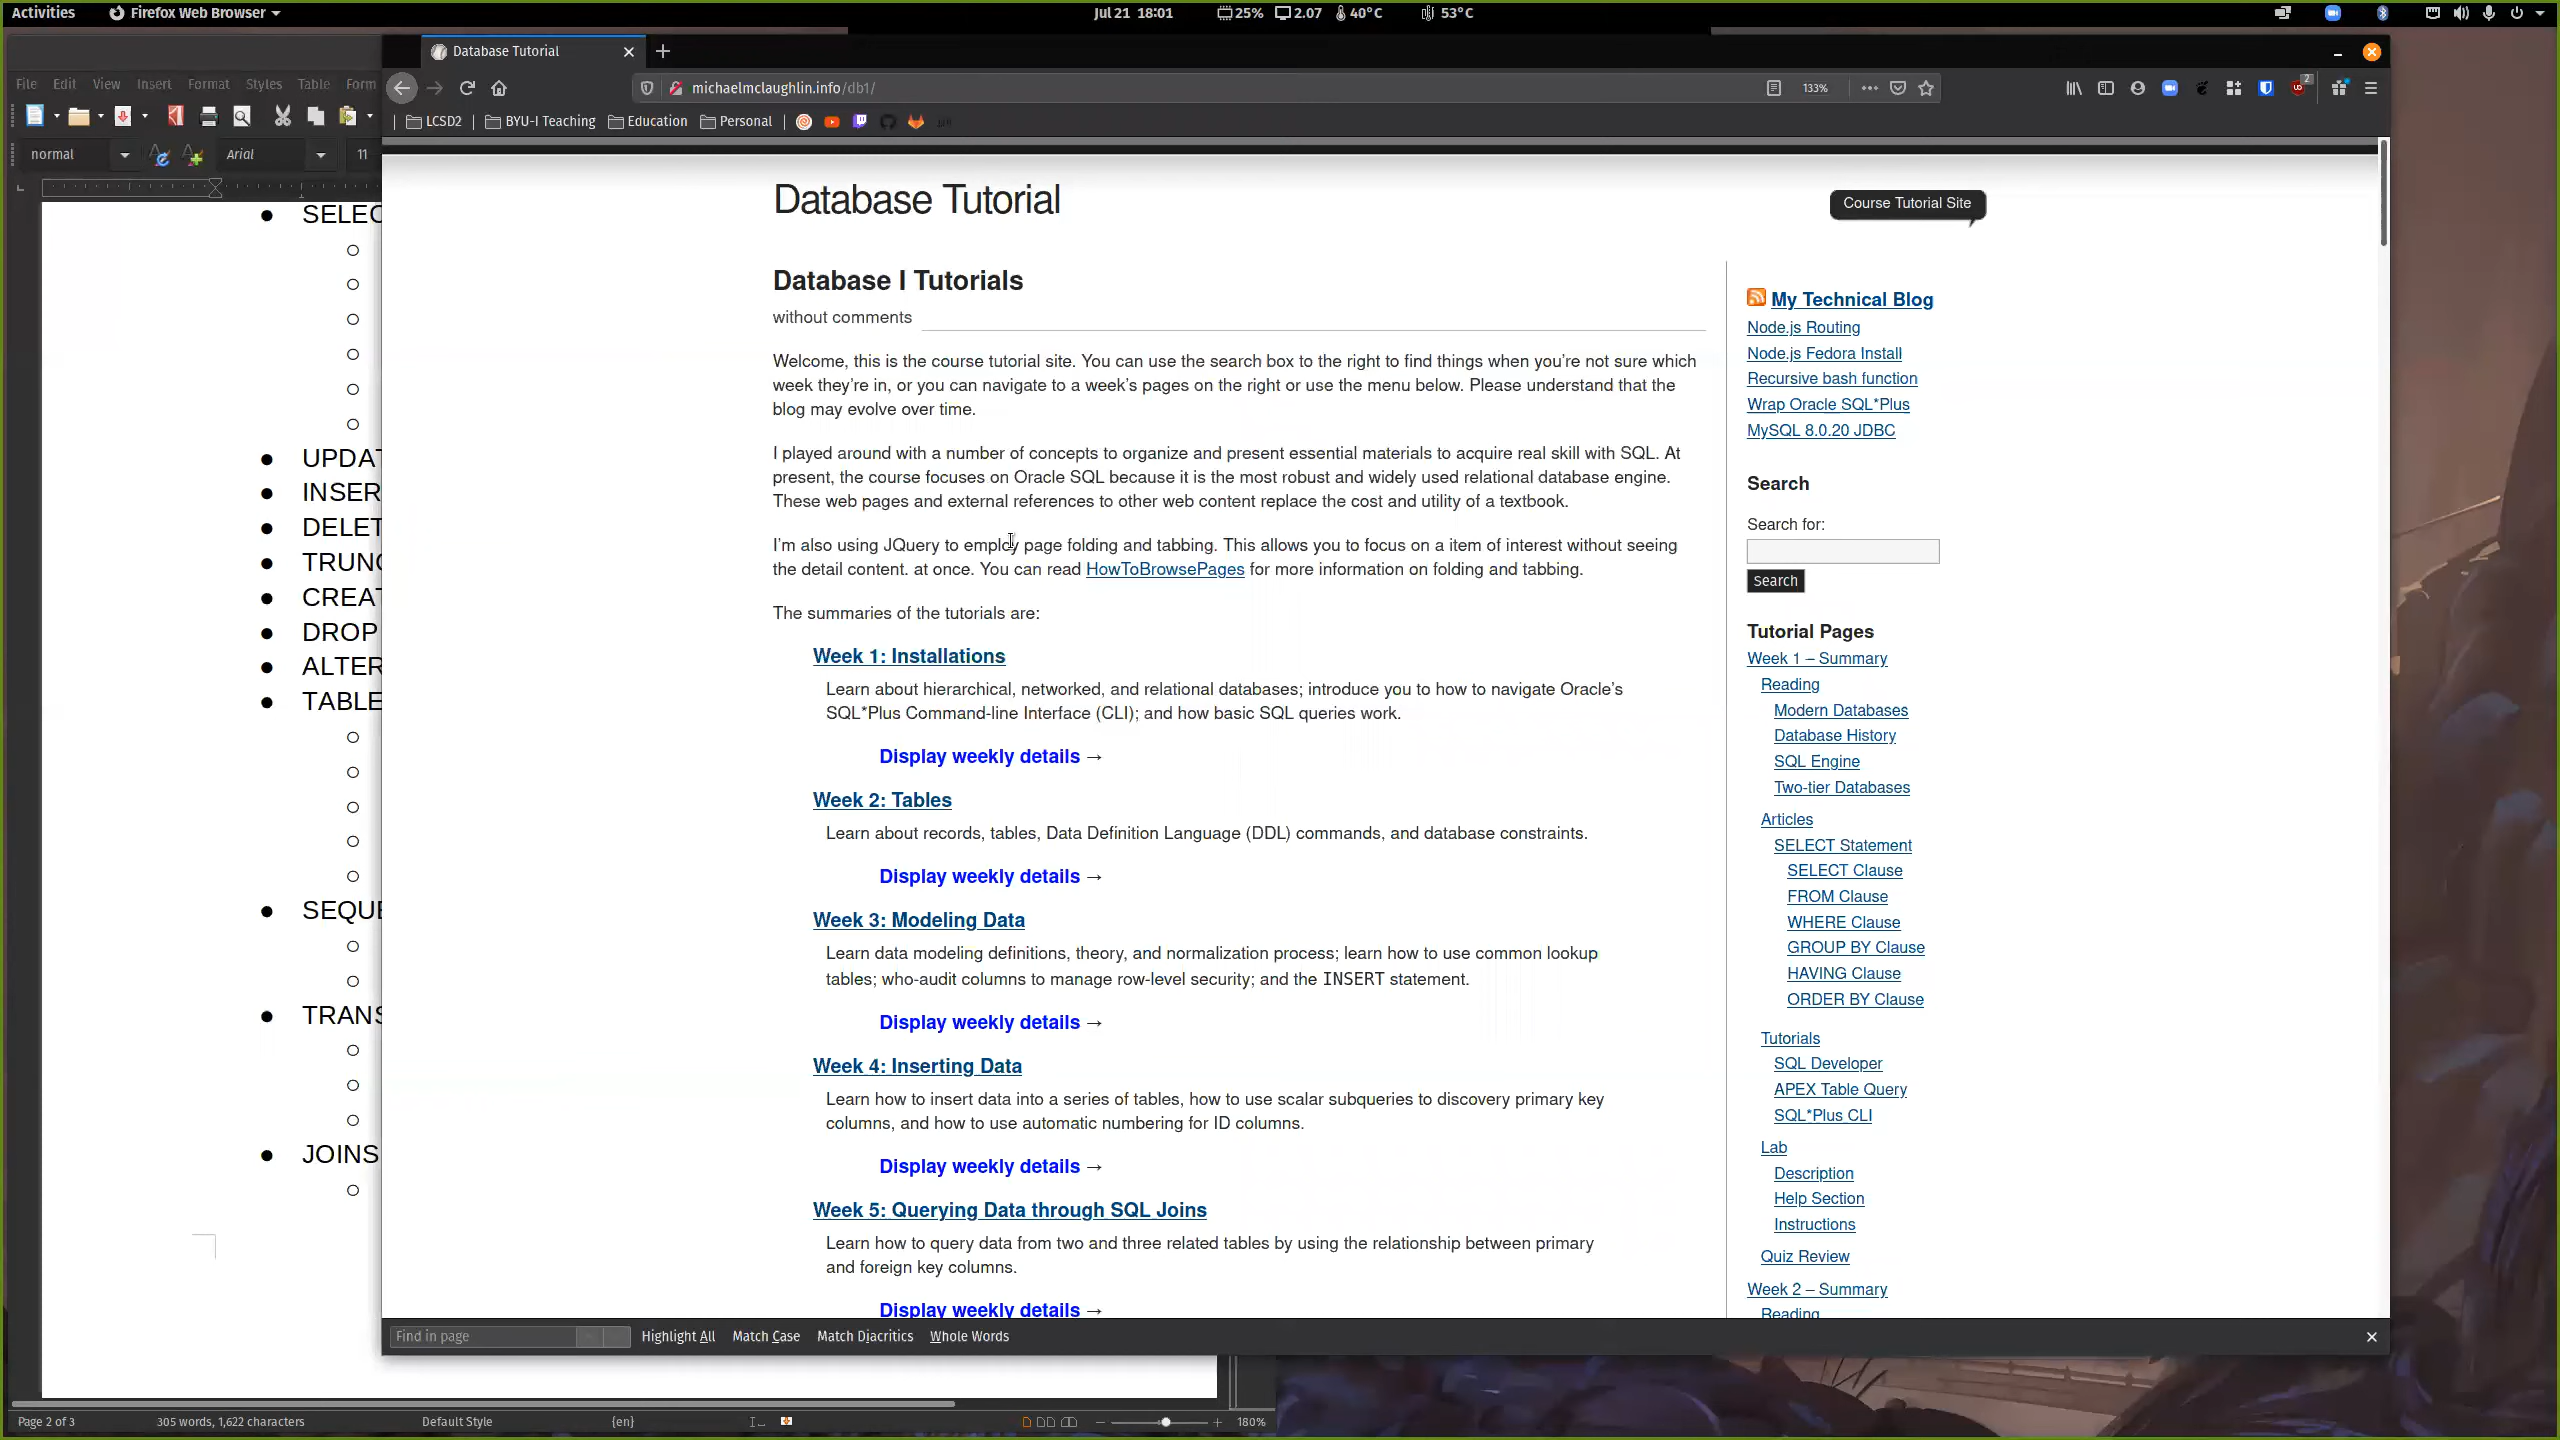 Activities
Firefox Web Browser
Jul 21 18:01
25%
2.07
40°C
53°C
Database Tutorial
michaelmclaughlin.info/db1/
133%
2
LCSD2
BYU-I Teaching
Education
Personal
File Edit View Insert Format Styles Table Form
normal
Arial
11
SELEC
UPDAT
INSER
DELET
TRUNC
CREAT
DROP
ALTER
TABLE
SEQUE
TRANS
JOINS
Page 2 of 3
305 words, 1,622 characters
Default Style
{en}
180%
Database Tutorial
Course Tutorial Site
Database I Tutorials
without comments
Welcome, this is the course tutorial site. You can use the search box to the right to find things when you’re not sure which
week they’re in, or you can navigate to a week’s pages on the right or use the menu below. Please understand that the
blog may evolve over time.
I played around with a number of concepts to organize and present essential materials to acquire real skill with SQL. At
present, the course focuses on Oracle SQL because it is the most robust and widely used relational database engine.
These web pages and external references to other web content replace the cost and utility of a textbook.
I’m also using JQuery to employ page folding and tabbing. This allows you to focus on a item of interest without seeing
the detail content. at once. You can read HowToBrowsePages for more information on folding and tabbing.
The summaries of the tutorials are:
Week 1: Installations
Learn about hierarchical, networked, and relational databases; introduce you to how to navigate Oracle’s
SQL*Plus Command-line Interface (CLI); and how basic SQL queries work.
Display weekly details →
Week 2: Tables
Learn about records, tables, Data Definition Language (DDL) commands, and database constraints.
Display weekly details →
Week 3: Modeling Data
Learn data modeling definitions, theory, and normalization process; learn how to use common lookup
tables; who-audit columns to manage row-level security; and the INSERT statement.
Display weekly details →
Week 4: Inserting Data
Learn how to insert data into a series of tables, how to use scalar subqueries to discovery primary key
columns, and how to use automatic numbering for ID columns.
Display weekly details →
Week 5: Querying Data through SQL Joins
Learn how to query data from two and three related tables by using the relationship between primary
and foreign key columns.
Display weekly details →
My Technical Blog
Node.js Routing
Node.js Fedora Install
Recursive bash function
Wrap Oracle SQL*Plus
MySQL 8.0.20 JDBC
Search
Search for:
Search
Tutorial Pages
Week 1 – Summary
Reading
Modern Databases
Database History
SQL Engine
Two-tier Databases
Articles
SELECT Statement
SELECT Clause
FROM Clause
WHERE Clause
GROUP BY Clause
HAVING Clause
ORDER BY Clause
Tutorials
SQL Developer
APEX Table Query
SQL*Plus CLI
Lab
Description
Help Section
Instructions
Quiz Review
Week 2 – Summary
Reading
Find in page
Highlight All
Match Case
Match Diacritics
Whole Words